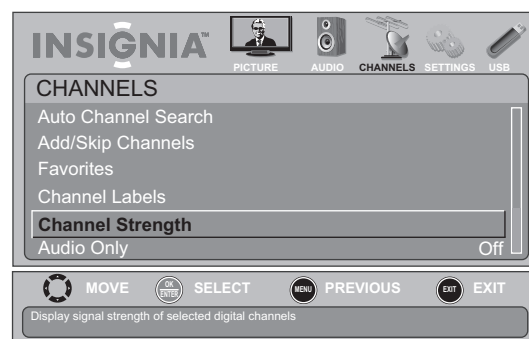 INSIGNIA™
PICTURE AUDIO CHANNELS SETTINGS USB
CHANNELS
Auto Channel Search
Add/Skip Channels
Favorites
Channel Labels
Channel Strength
Audio Only Off
MOVE OK ENTER SELECT MENU PREVIOUS EXIT EXIT
Display signal strength of selected digital channels